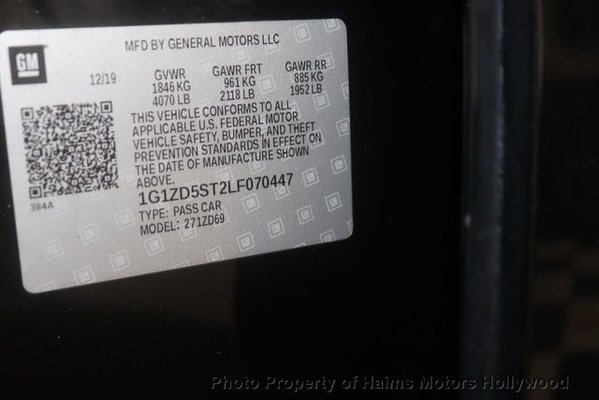 MFD BY GENERAL MOTORS LLC
GM
12/19 GVWR GAWR FRT GAWR RR
1846 KG 961 KG 885 KG
4070 LB 2118 LB 1952 LB
THIS VEHICLE CONFORMS TO ALL
APPLICABLE U.S. FEDERAL MOTOR
VEHICLE SAFETY, BUMPER, AND THEFT
PREVENTION STANDARDS IN EFFECT ON
THE DATE OF MANUFACTURE SHOWN
ABOVE.
384A
1G1ZD5ST2LF070447
TYPE: PASS CAR
MODEL: 271ZD69
Photo Property of Haims Motors Hollywood